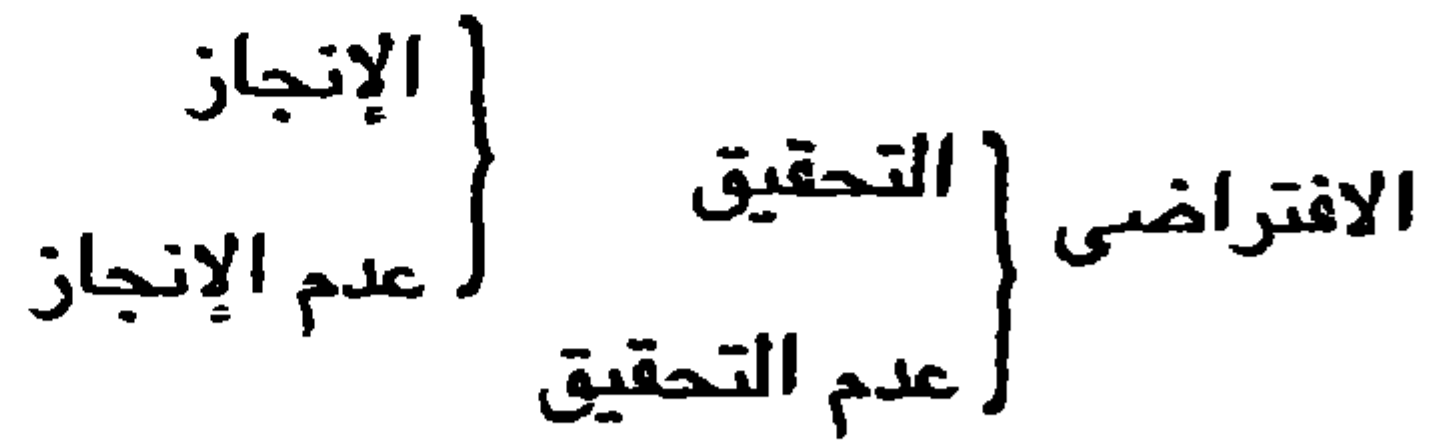 الإنجاز
التحقيق
الافتراضى
عدم الإنجاز
عدم التحقيق